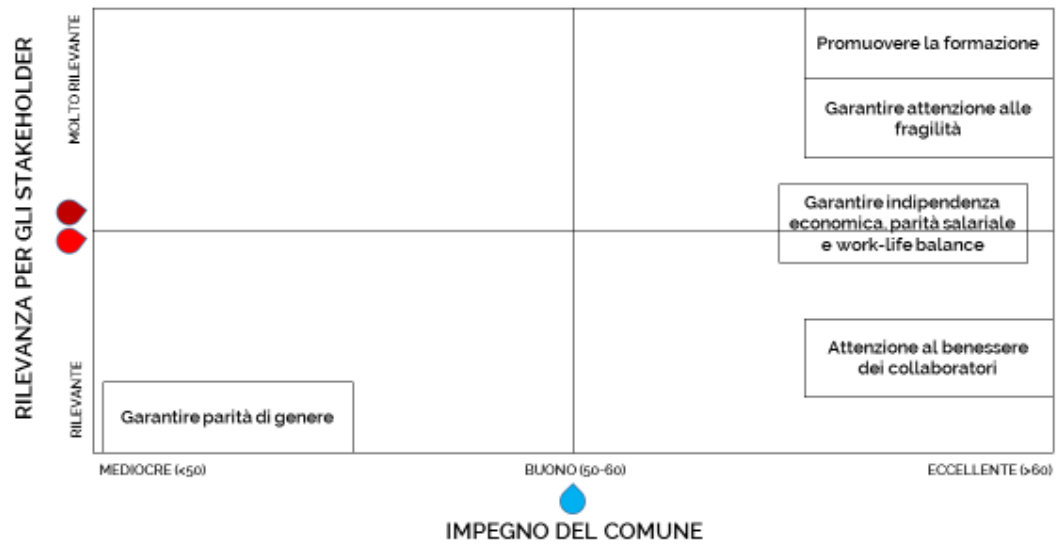 RILEVANZA PER GLI STAKEHOLDER
MOLTO RILEVANTE
RILEVANTE
Promuovere la formazione
Garantire attenzione alle
fragilità
Garantire indipendenza
economica, parità salariale
e work-life balance
Attenzione al benessere
dei collaboratori
Garantire parità di genere
MEDIOCRE (<50)
BUONO (50-60)
ECCELLENTE (>60)
IMPEGNO DEL COMUNE